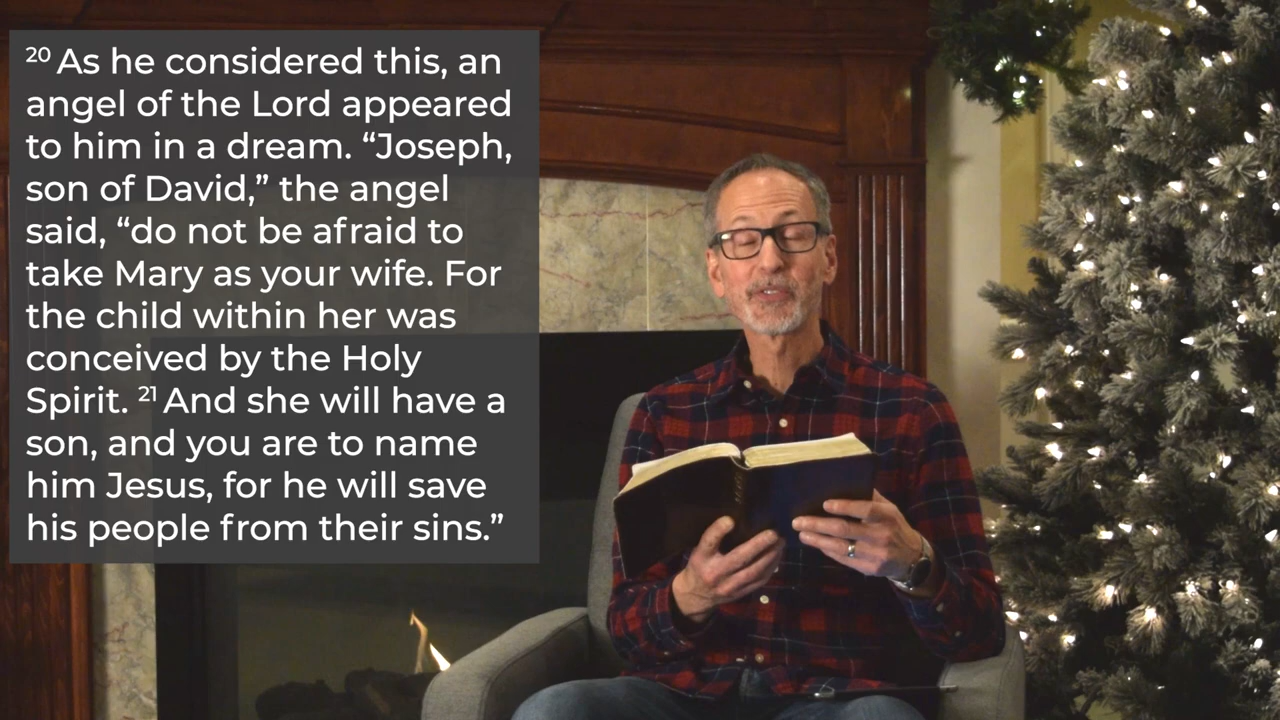 20 As he considered this, an
angel of the Lord appeared
to him in a dream. “Joseph,
son of David,” the angel
said, “do not be afraid to
take Mary as your wife. For
the child within her was
conceived by the Holy
Spirit. 21 And she will have a
son, and you are to name
him Jesus, for he will save
his people from their sins.”